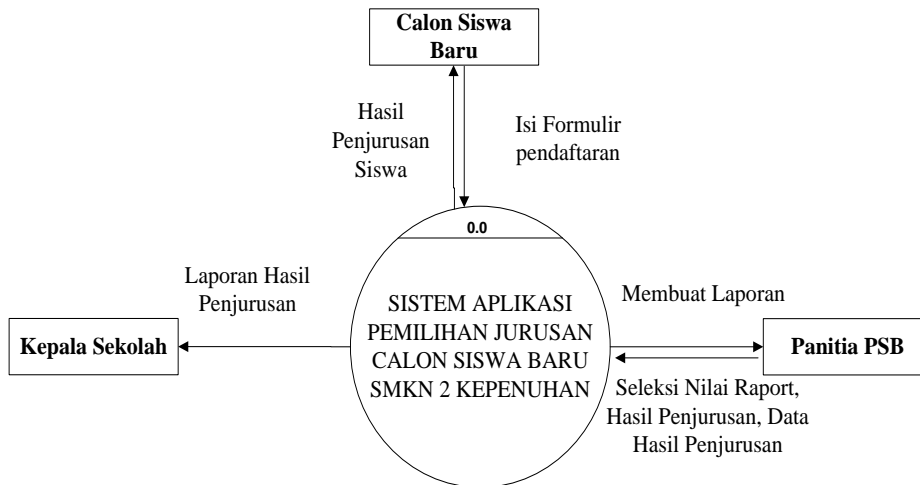 Calon Siswa
Baru
Hasil
Penjurusan
Siswa
Isi Formulir
pendaftaran
0.0
Laporan Hasil
Penjurusan
SISTEM APLIKASI
PEMILIHAN JURUSAN
CALON SISWA BARU
SMKN 2 KEPENUHAN
Membuat Laporan
Kepala Sekolah
Panitia PSB
Seleksi Nilai Raport,
Hasil Penjurusan, Data
Hasil Penjurusan